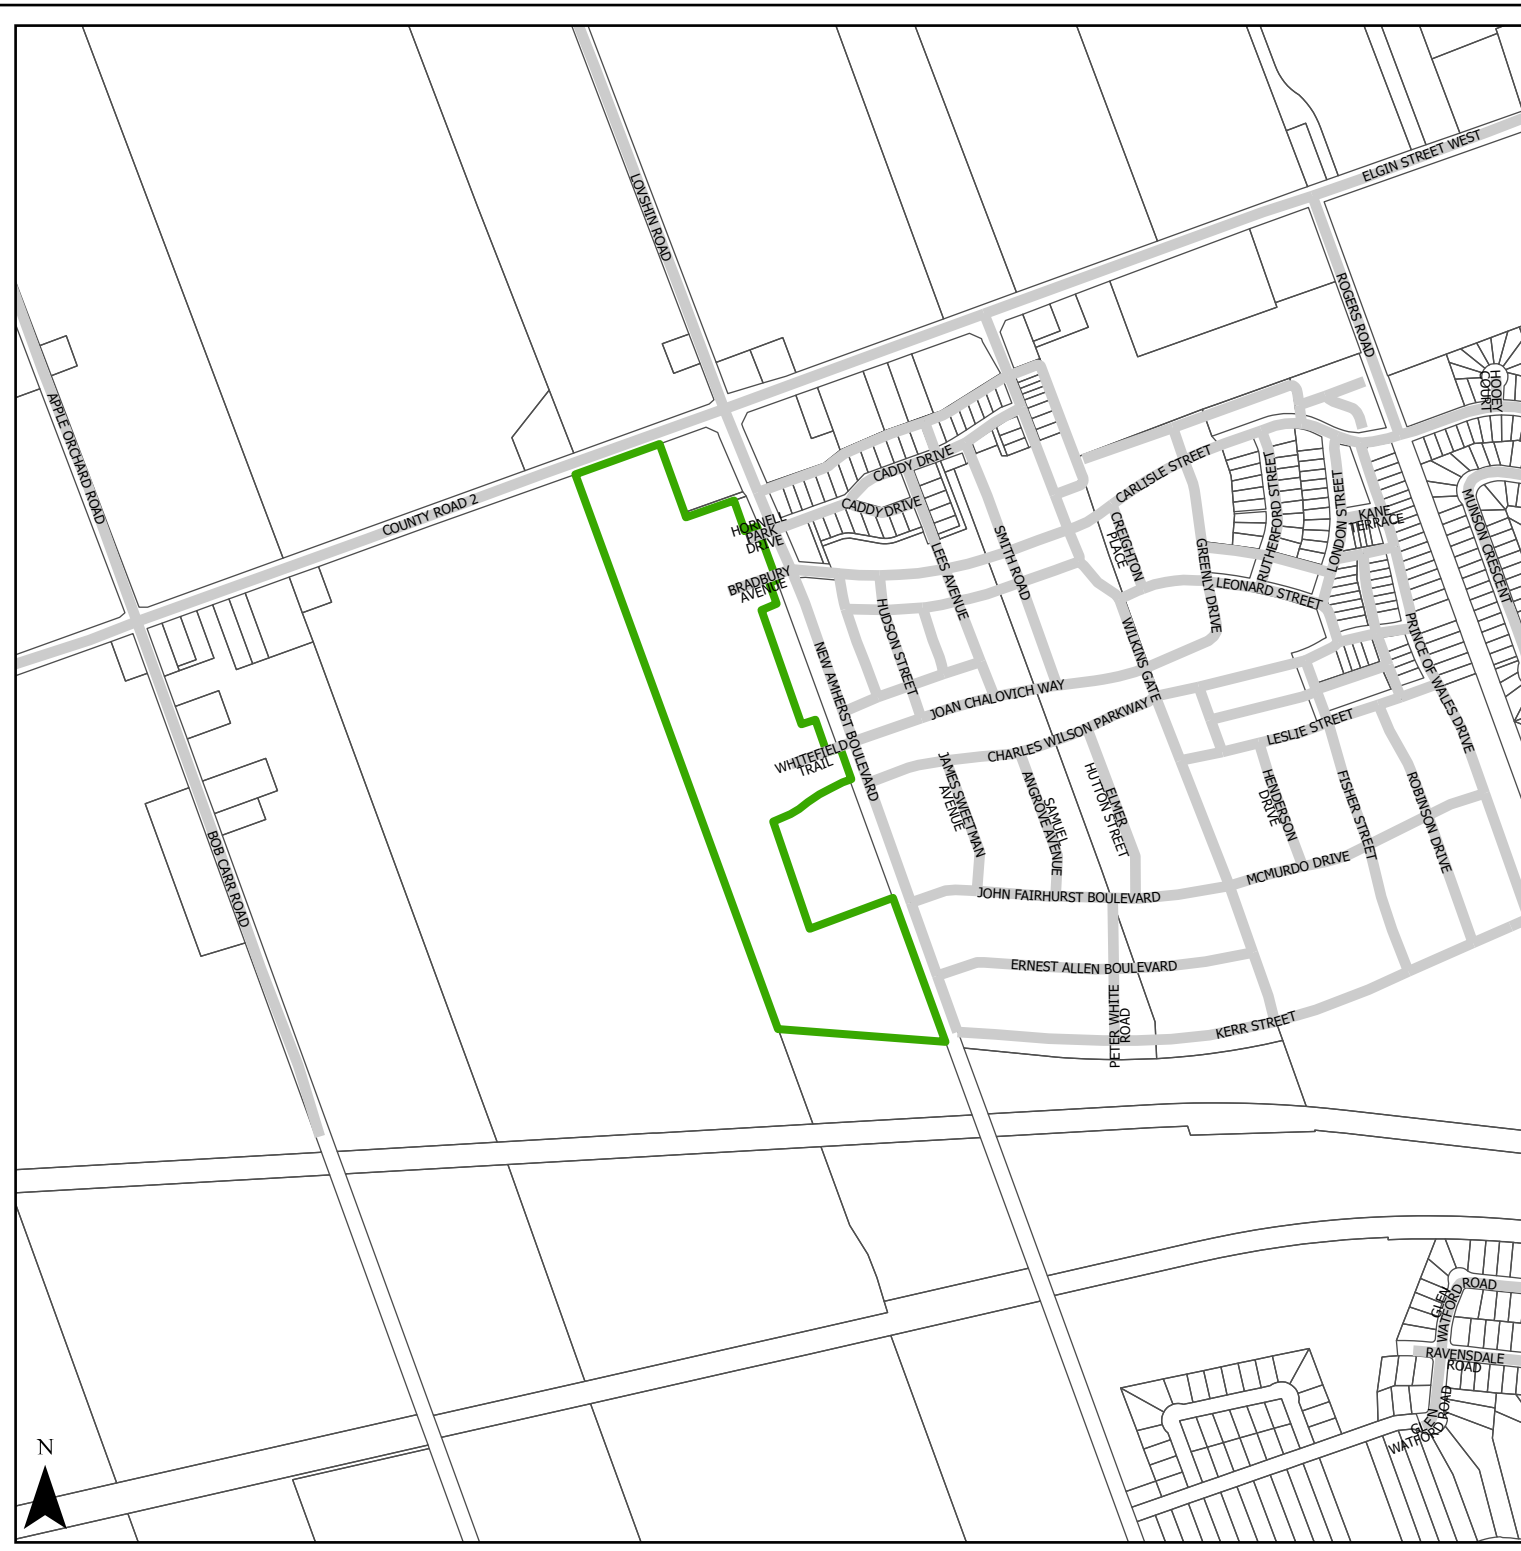 ELGIN STREET WEST
LOVSHIN ROAD
ROGERS ROAD
HOOEY
COURT
APPLE ORCHARD ROAD
COUNTY ROAD 2
CADDY DRIVE
CADDY DRIVE
CARLISLE STREET
RUTHERFORD STREET
LONDON STREET
KANE
TERRACE
MUNSON CRESCENT
HORNELL
PARK
DRIVE
BRADBURY
AVENUE
LEES AVENUE
SMITH ROAD
CREIGHTON
PLACE
GREENLY DRIVE
LEONARD STREET
HUDSON STREET
WILKINS GATE
PRINCE OF WALES DRIVE
NEW AMHERST BOULEVARD
JOAN CHALOVICH WAY
CHARLES WILSON PARKWAY
LESLIE STREET
WHITEFIELD
TRAIL
JAMES SWEETMAN
AVENUE
SAMUEL
ANGROVE AVENUE
ELMER
HUTTON STREET
HENDERSON
DRIVE
FISHER STREET
ROBINSON DRIVE
BOB CARR ROAD
MCMURDO DRIVE
JOHN FAIRHURST BOULEVARD
ERNEST ALLEN BOULEVARD
PETER WHITE
ROAD
KERR STREET
GLEN
WATFORD
ROAD
RAVENSDALE
ROAD
GLEN
WATFORD ROAD
N